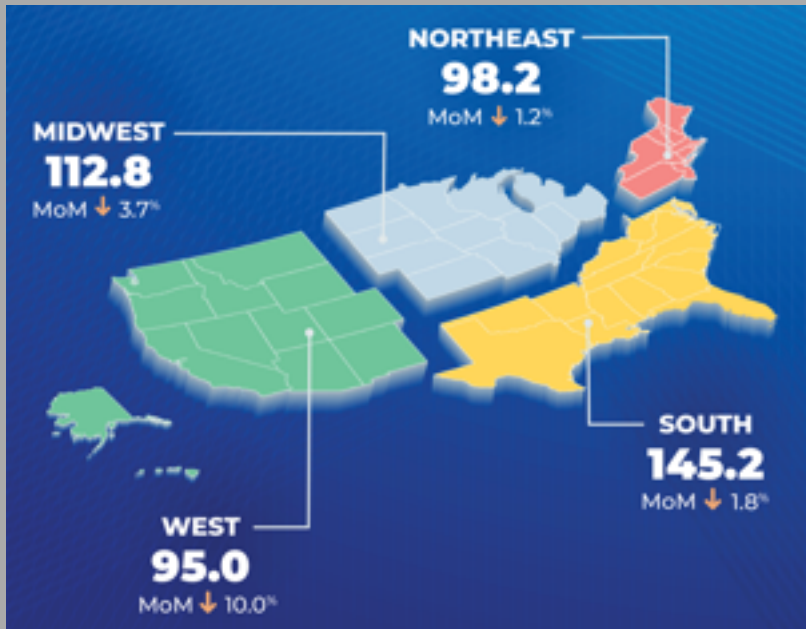 NORTHEAST
98.2
MoM ↓ 1.2%
MIDWEST
112.8
MoM ↓ 3.7%
SOUTH
145.2
MoM ↓ 1.8%
WEST
95.0
MoM ↓ 10.0%